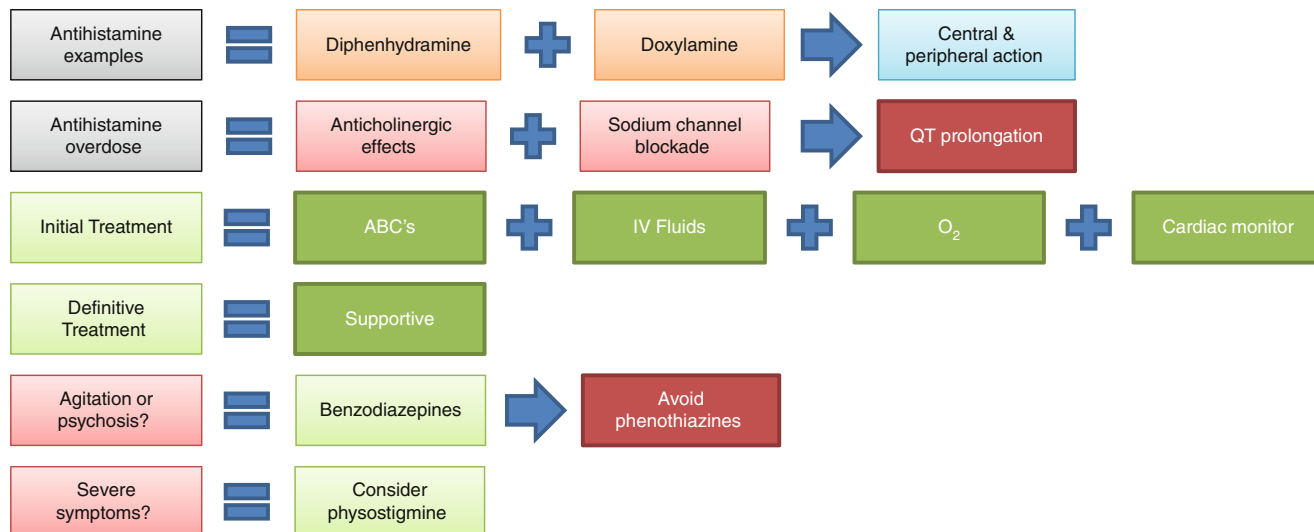 Antihistamine
examples
Diphenhydramine
Doxylamine
Central &
peripheral action
Antihistamine
overdose
Anticholinergic
effects
Sodium channel
blockade
QT prolongation
Initial Treatment
ABC's
IV Fluids
O₂
Cardiac monitor
Definitive
Treatment
Supportive
Agitation or
psychosis?
Benzodiazepines
Avoid
phenothiazines
Severe
symptoms?
Consider
physostigmine